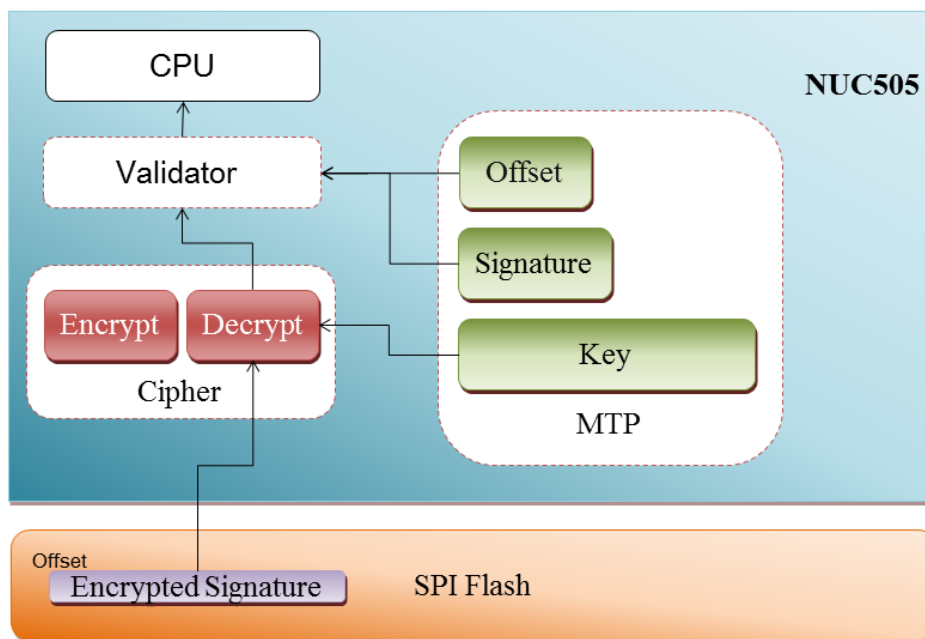 CPU
NUC505
Validator
Offset
Signature
Encrypt
Decrypt
Key
Cipher
MTP
Offset
Encrypted Signature
SPI Flash